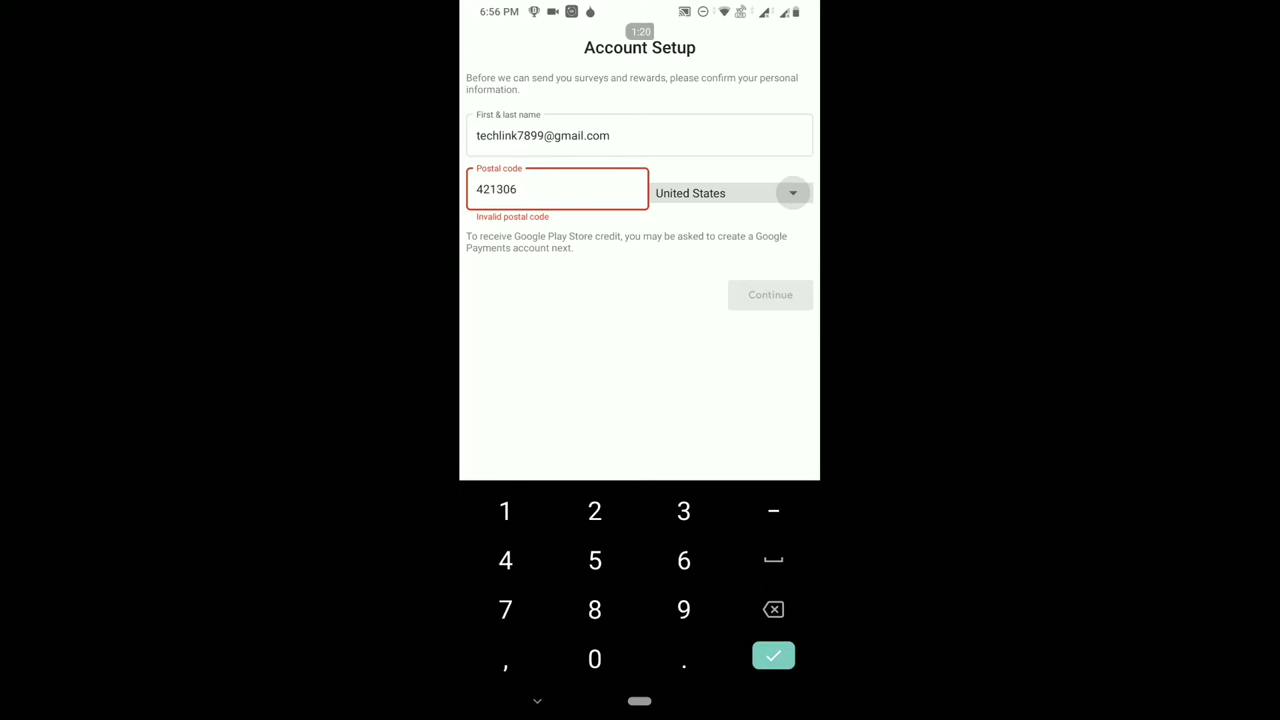 6:56 PM
1:20
Account Setup
Before we can send you surveys and rewards, please confirm your personal
information.
First & last name
techlink7899@gmail.com
Postal code
421306
United States
Invalid postal code
To receive Google Play Store credit, you may be asked to create a Google
Payments account next.
Continue
1 2 3 -
4 5 6
7 8 9
, 0 .